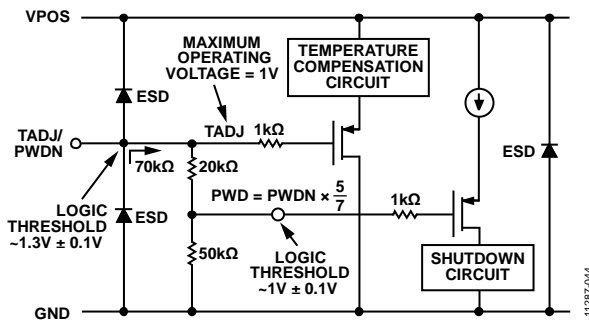 VPOS
MAXIMUM
OPERATING
VOLTAGE = 1V
TEMPERATURE
COMPENSATION
CIRCUIT
ESD
TADJ/
PWDN
TADJ
1kΩ
70kΩ
20kΩ
ESD
PWD = PWDN × 5/7
1kΩ
LOGIC
THRESHOLD
~1.3V ± 0.1V
ESD
50kΩ
LOGIC
THRESHOLD
~1V ± 0.1V
SHUTDOWN
CIRCUIT
GND
11287-044